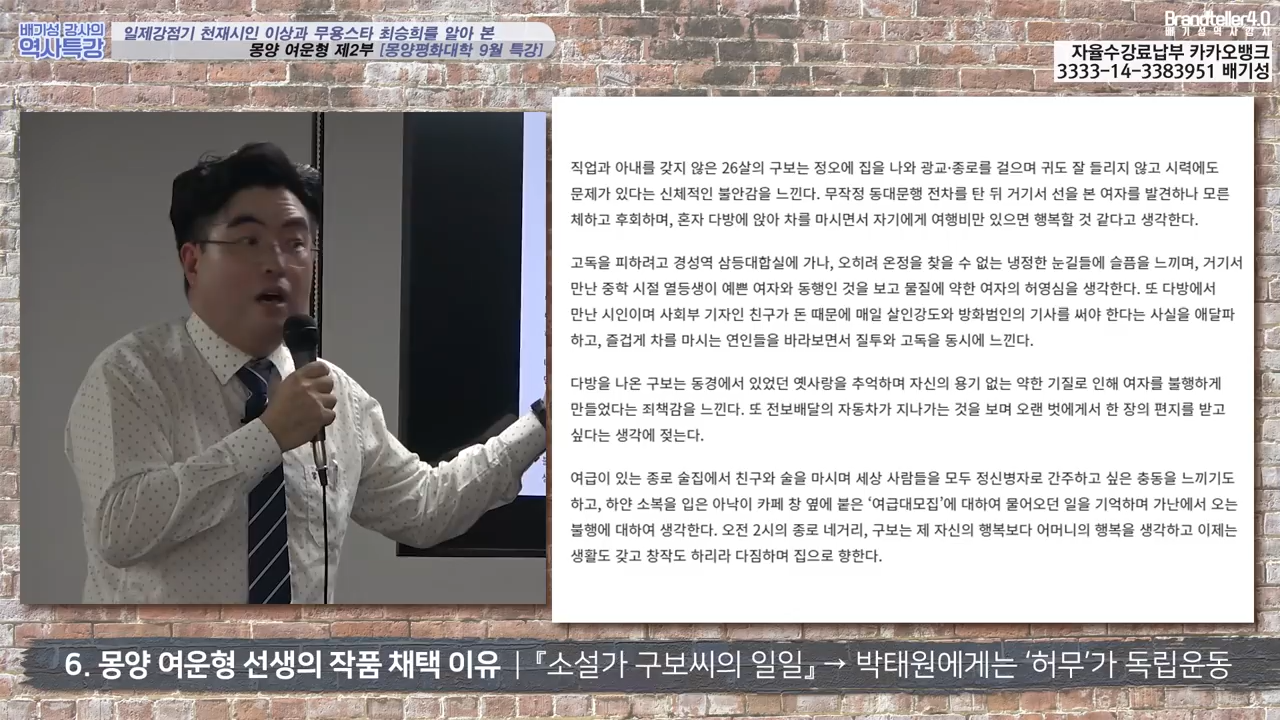 배기성 강사의
역사특강
일제강점기 천재시인 이상과 무용스타 최승희를 알아 본
몽양 여운형 제2부 [몽양평화대학 9월 특강]
Brandteller4.0
배기성역사강사
자율수강료납부 카카오뱅크
3333-14-3383951 배기성
직업과 아내를 갖지 않은 26살의 구보는 정오에 집을 나와 광교·종로를 걸으며 귀도 잘 들리지 않고 시력에도
문제가 있다는 신체적인 불안감을 느낀다. 무작정 동대문행 전차를 탄 뒤 거기서 선을 본 여자를 발견하나 모른
체하고 후회하며, 혼자 다방에 앉아 차를 마시면서 자기에게 여행비만 있으면 행복할 것 같다고 생각한다.
고독을 피하려고 경성역 삼등대합실에 가나, 오히려 온정을 찾을 수 없는 냉정한 눈길들에 슬픔을 느끼며, 거기서
만난 중학 시절 열등생이 예쁜 여자와 동행인 것을 보고 물질에 약한 여자의 허영심을 생각한다. 또 다방에서
만난 시인이며 사회부 기자인 친구가 돈 때문에 매일 살인강도와 방화범인의 기사를 써야 한다는 사실을 애달파
하고, 즐겁게 차를 마시는 연인들을 바라보면서 질투와 고독을 동시에 느낀다.
다방을 나온 구보는 동경에서 있었던 옛사랑을 추억하며 자신의 용기 없는 약한 기질로 인해 여자를 불행하게
만들었다는 죄책감을 느낀다. 또 전보배달의 자동차가 지나가는 것을 보며 오랜 벗에게서 한 장의 편지를 받고
싶다는 생각에 젖는다.
여급이 있는 종로 술집에서 친구와 술을 마시며 세상 사람들을 모두 정신병자로 간주하고 싶은 충동을 느끼기도
하고, 하얀 소복을 입은 아낙이 카페 창 옆에 붙은 ‘여급대모집’에 대하여 물어오던 일을 기억하며 가난에서 오는
불행에 대하여 생각한다. 오전 2시의 종로 네거리, 구보는 제 자신의 행복보다 어머니의 행복을 생각하고 이제는
생활도 갖고 창작도 하리라 다짐하며 집으로 향한다.
6. 몽양 여운형 선생의 작품 채택 이유 | 『소설가 구보씨의 일일』 → 박태원에게는 ‘허무’가 독립운동